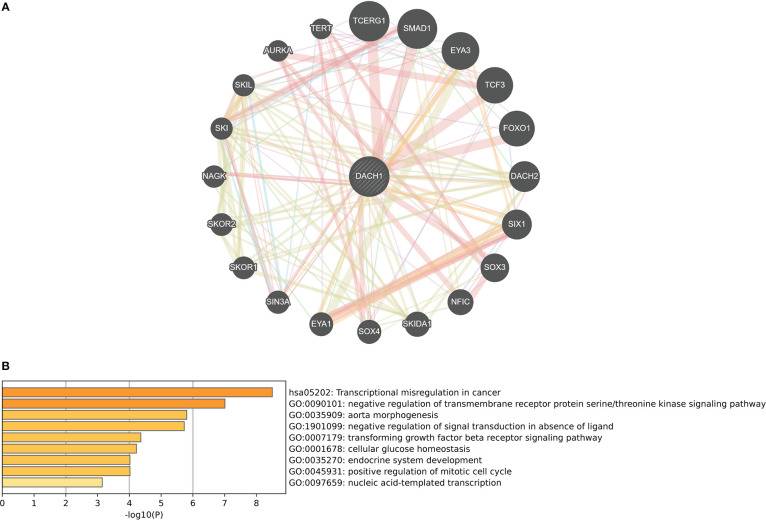 A
TERT
TCERG1
SMAD1
AURKA
EYA3
SKIL
TCF3
SKI
FOXO1
NAGK
DACH1
DACH2
SKOR2
SIX1
SKOR1
SOX3
SIN3A
NFIC
EYA1
SOX4
SKIDA1
B
hsa05202: Transcriptional misregulation in cancer
GO:0090101: negative regulation of transmembrane receptor protein serine/threonine kinase signaling pathway
GO:0035909: aorta morphogenesis
GO:1901099: negative regulation of signal transduction in absence of ligand
GO:0007179: transforming growth factor beta receptor signaling pathway
GO:0001678: cellular glucose homeostasis
GO:0035270: endocrine system development
GO:0045931: positive regulation of mitotic cell cycle
GO:0097659: nucleic acid-templated transcription
0 1 2 3 4 5 6 7 8
-log10(P)